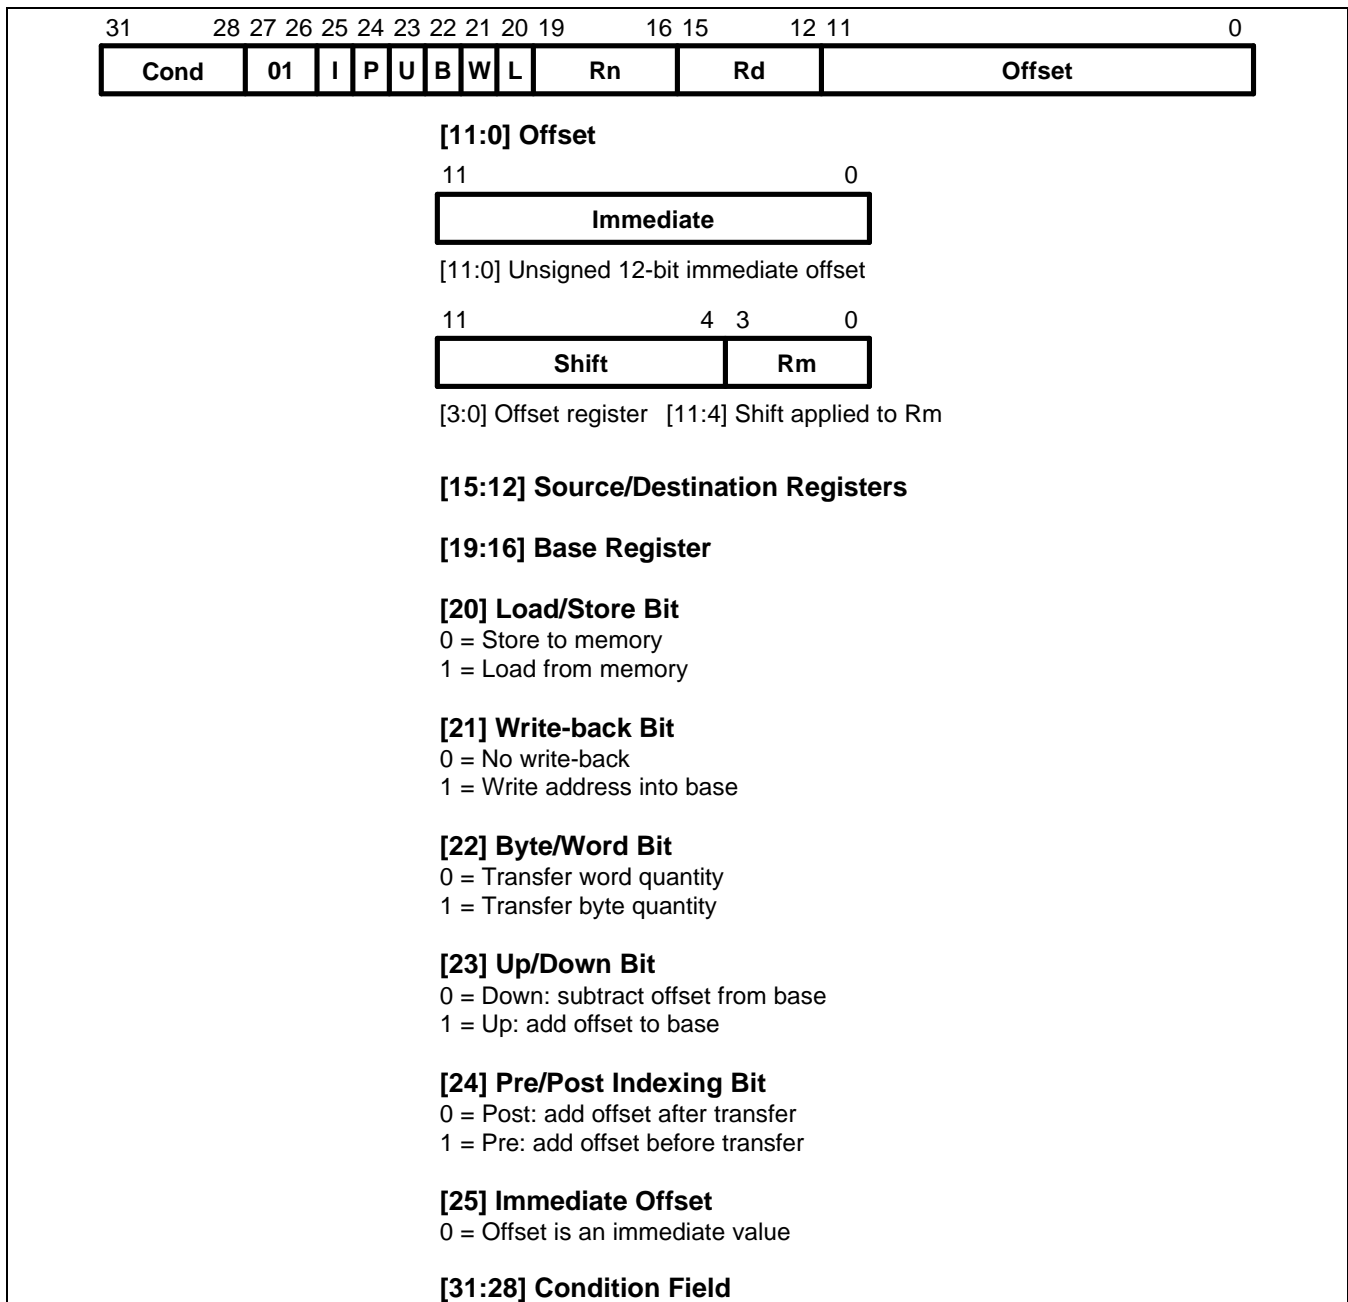 31 28 27 26 25 24 23 22 21 20 19 16 15 12 11 0
Cond 01 I P U B W L Rn Rd Offset
[11:0] Offset
11 0
Immediate
[11:0] Unsigned 12-bit immediate offset
11 4 3 0
Shift Rm
[3:0] Offset register [11:4] Shift applied to Rm
[15:12] Source/Destination Registers
[19:16] Base Register
[20] Load/Store Bit
0 = Store to memory
1 = Load from memory
[21] Write-back Bit
0 = No write-back
1 = Write address into base
[22] Byte/Word Bit
0 = Transfer word quantity
1 = Transfer byte quantity
[23] Up/Down Bit
0 = Down: subtract offset from base
1 = Up: add offset to base
[24] Pre/Post Indexing Bit
0 = Post: add offset after transfer
1 = Pre: add offset before transfer
[25] Immediate Offset
0 = Offset is an immediate value
[31:28] Condition Field